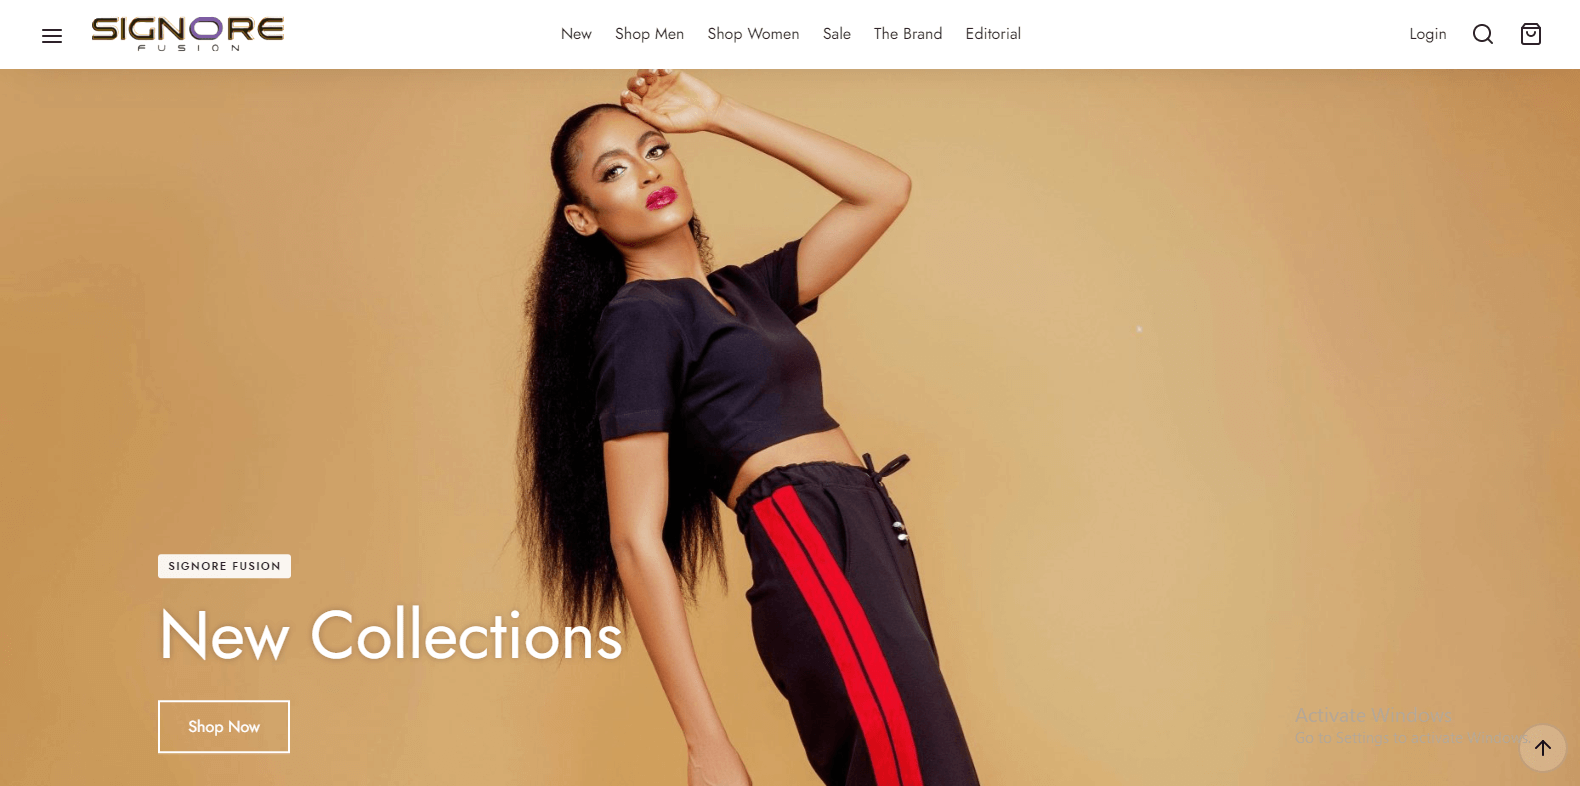 SIGNORE
FUSION
New
Shop Men
Shop Women
Sale
The Brand
Editorial
Login
SIGNORE FUSION
New Collections
Shop Now
Activate Windows
Go to Settings to activate Windows.